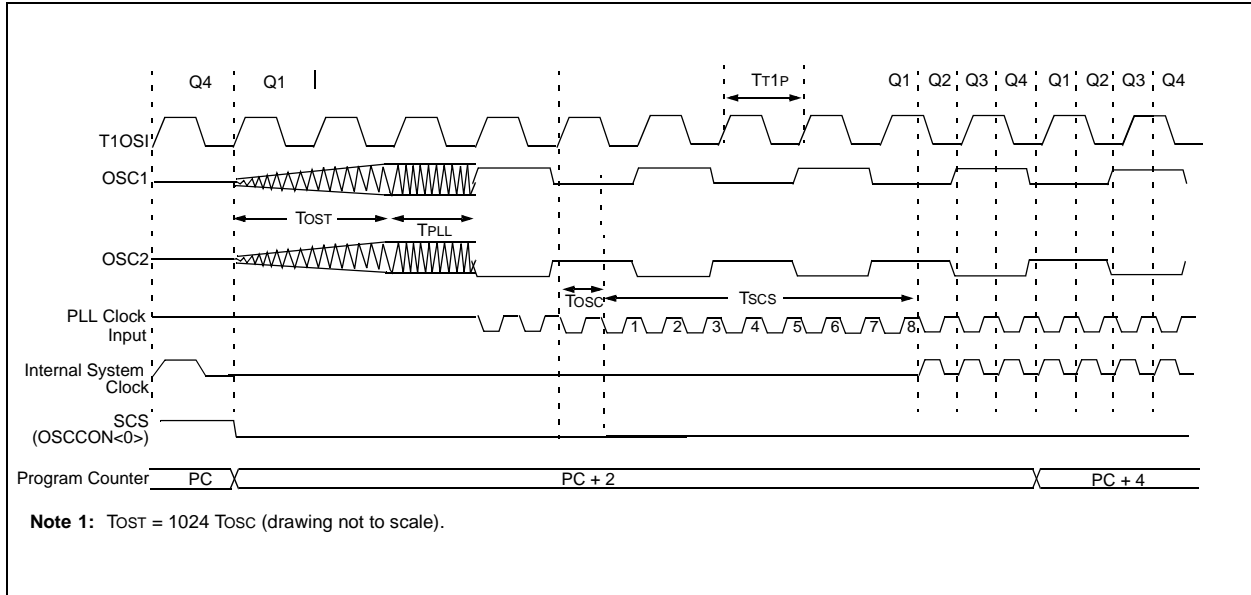 Q4 Q1 TT1P Q1 Q2 Q3 Q4 Q1 Q2 Q3 Q4
T1OSI
OSC1
TOST
TPLL
OSC2
TOSC TSCS
PLL Clock
Input
1 2 3 4 5 6 7 8
Internal System
Clock
SCS
(OSCCON<0>)
Program Counter PC PC + 2 PC + 4
Note 1: TOST = 1024 TOSC (drawing not to scale).